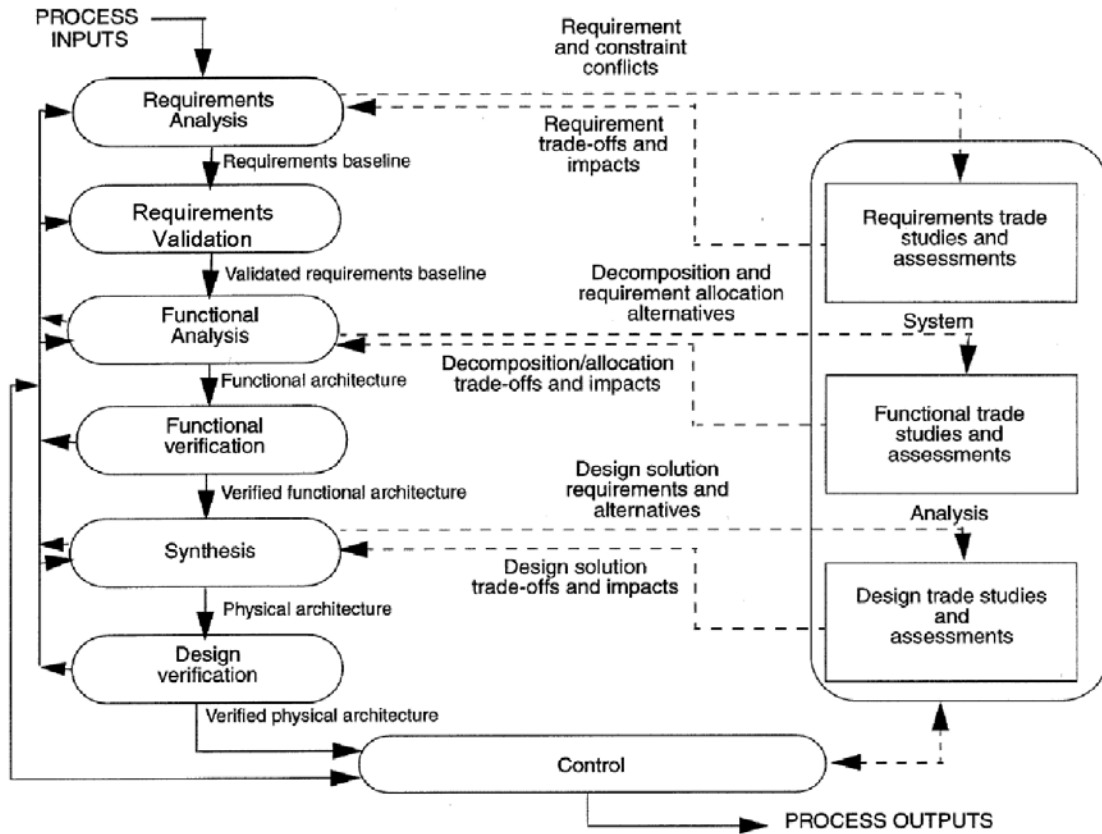 PROCESS
INPUTS
Requirement
and constraint
conflicts
Requirements
Analysis
Requirement
trade-offs and
impacts
Requirements baseline
Requirements
Validation
Requirements trade
studies and
assessments
Validated requirements baseline
Decomposition and
requirement allocation
alternatives
Functional
Analysis
System
Decomposition/allocation
trade-offs and impacts
Functional architecture
Functional
verification
Functional trade
studies and
assessments
Design solution
requirements and
alternatives
Verified functional architecture
Analysis
Synthesis
Design solution
trade-offs and impacts
Physical architecture
Design trade studies
and
assessments
Design
verification
Verified physical architecture
Control
PROCESS OUTPUTS